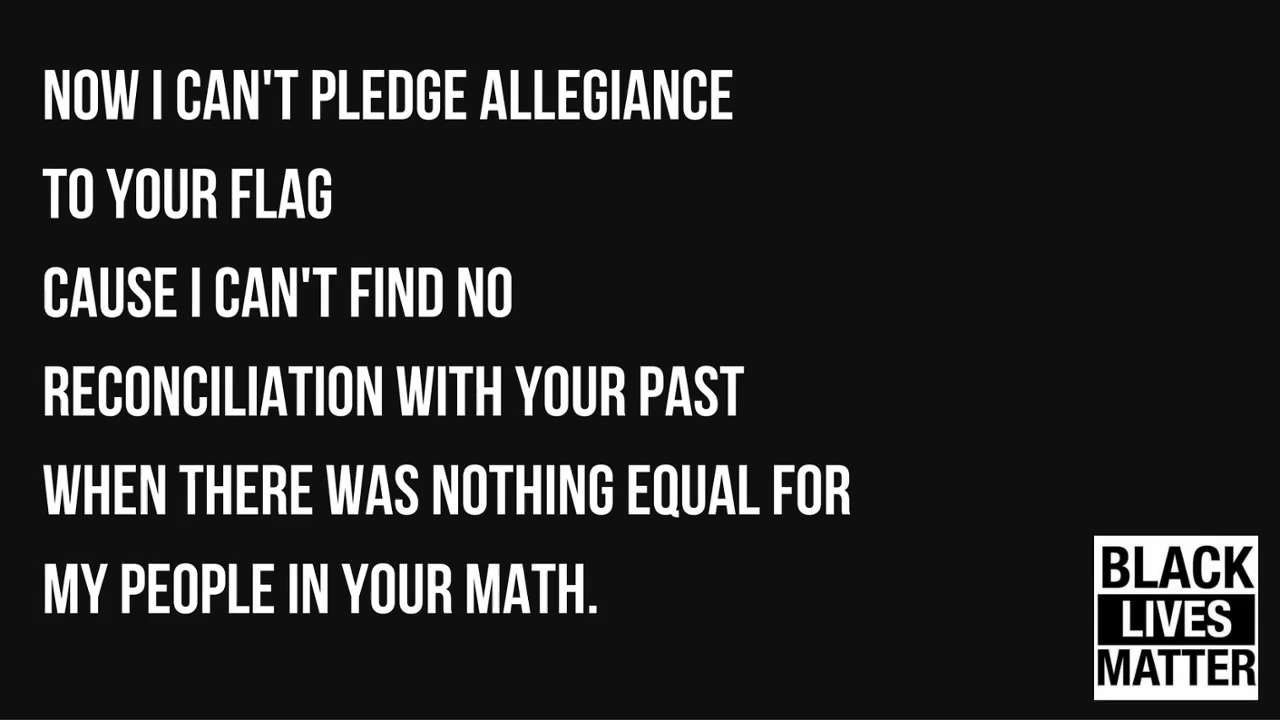 NOW I CAN'T PLEDGE ALLEGIANCE
TO YOUR FLAG
CAUSE I CAN'T FIND NO
RECONCILIATION WITH YOUR PAST
WHEN THERE WAS NOTHING EQUAL FOR
MY PEOPLE IN YOUR MATH.
BLACK
LIVES
MATTER